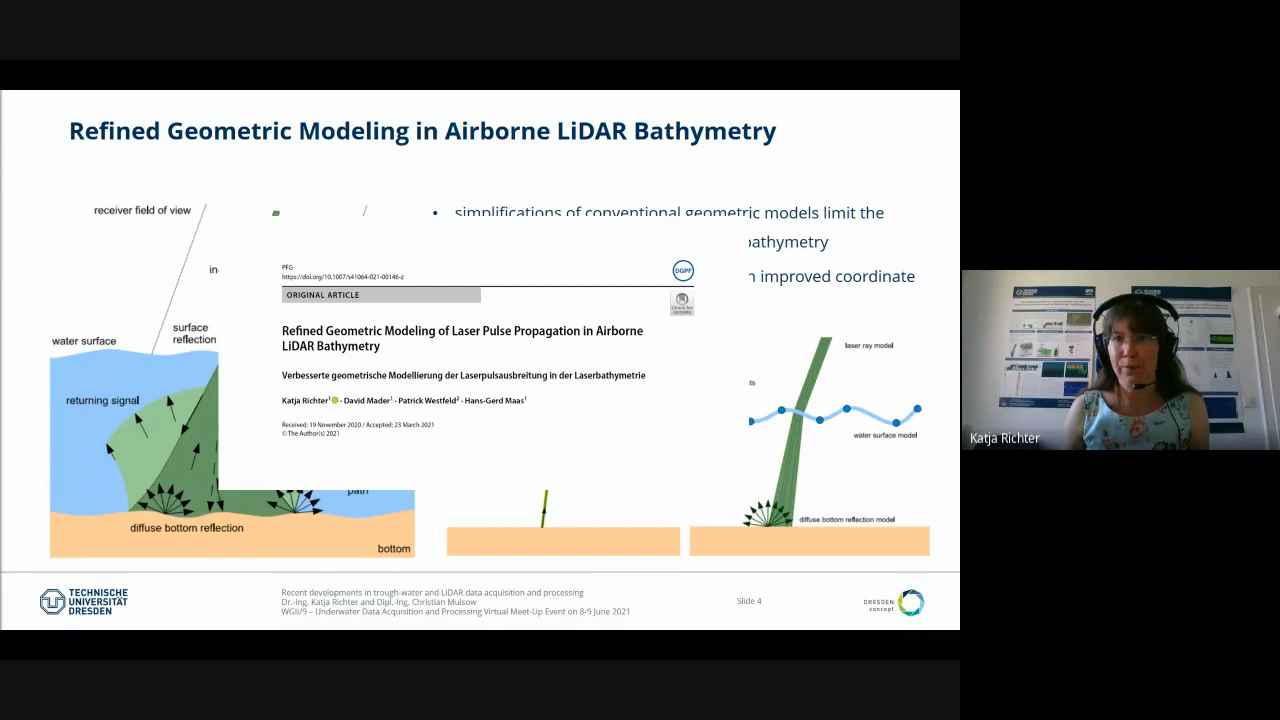 Refined Geometric Modeling in Airborne LiDAR Bathymetry
receiver field of view
in
surface
reflection
water surface
returning signal
path
diffuse bottom reflection
bottom
• simplifications of conventional geometric models limit the
bathymetry
n improved coordinate
PFG
https://doi.org/10.1007/s41064-021-00146-z
DGPF
ORIGINAL ARTICLE
Check for
updates
Refined Geometric Modeling of Laser Pulse Propagation in Airborne
LiDAR Bathymetry
Verbesserte geometrische Modellierung der Laserpulsausbreitung in der Laserbathymetrie
Katja Richter¹ · David Mader¹ · Patrick Westfeld² · Hans-Gerd Maas¹
Received: 19 November 2020 / Accepted: 23 March 2021
© The Author(s) 2021
laser ray model
ts
water surface model
diffuse bottom reflection model
TECHNISCHE
UNIVERSITÄT
DRESDEN
Recent developments in trough-water and LiDAR data acquisition and processing
Dr.-Ing. Katja Richter and Dipl.-Ing. Christian Mulsow
WGII/9 – Underwater Data Acquisition and Processing Virtual Meet-Up Event on 8-9 June 2021
Slide 4
DRESDEN
concept
Katja Richter